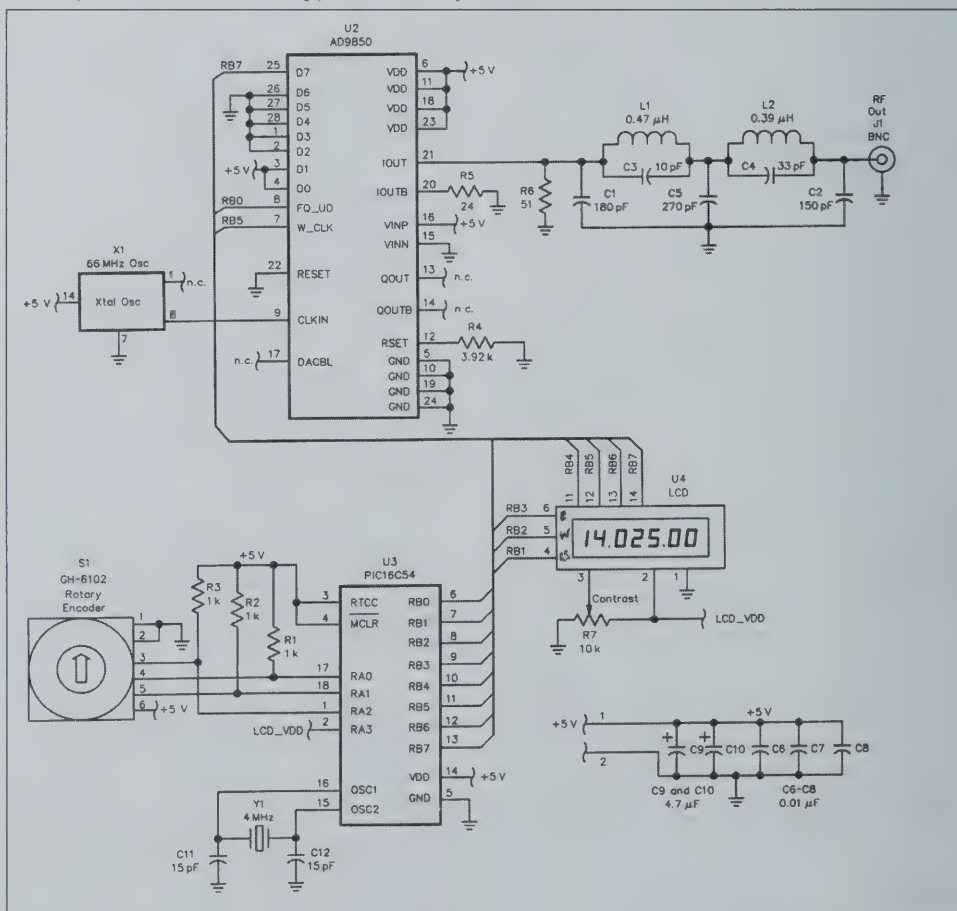 U2
AD9850
RB7
25
D7
26
D6
27
D5
28
D4
1
D3
2
D2
+5 V
3
D1
4
D0
RB0
8
FQ_UD
RB5
7
W_CLK
22
RESET
9
CLKIN
n.c.
17
DACBL
VDD
6
+5 V
VDD
11
VDD
18
VDD
23
IOUT
21
IOUTB
20
R5
24
VINP
16
+5 V
VINN
15
QOUT
13
n.c.
QOUTB
14
n.c.
RSET
12
R4
3.92 k
GND
5
GND
10
GND
19
GND
24
L1
0.47 µH
L2
0.39 µH
RF
Out
J1
BNC
R6
51
C3
10 pF
C4
33 pF
C1
180 pF
C5
270 pF
C2
150 pF
X1
66 MHz Osc
Xtal Osc
+5 V
14
1
n.c.
7
RB4
RB5
RB6
RB7
11
12
13
14
U4
LCD
RB3
6
RB2
5
RB1
4
14.025.00
3
2
1
Contrast
R7
10k
LCD_VDD
S1
GH-6102
Rotary
Encoder
1
2
3
4
5
6
+5 V
+5 V
R3
1 k
R2
1 k
R1
1 k
U3
PIC16C54
3
RTCC
4
MCLR
17
RA0
18
RA1
1
RA2
LCD_VDD
2
RA3
16
OSC1
15
OSC2
RB0
6
RB1
7
RB2
8
RB3
9
RB4
10
RB5
11
RB6
12
RB7
13
VDD
14
+5 V
GND
5
Y1
4 MHz
C11
15 pF
C12
15 pF
+5V
1
2
+5 V
C9
C10
C6
C7
C8
C9 and C10
4.7 µF
C6-C8
0.01 µF